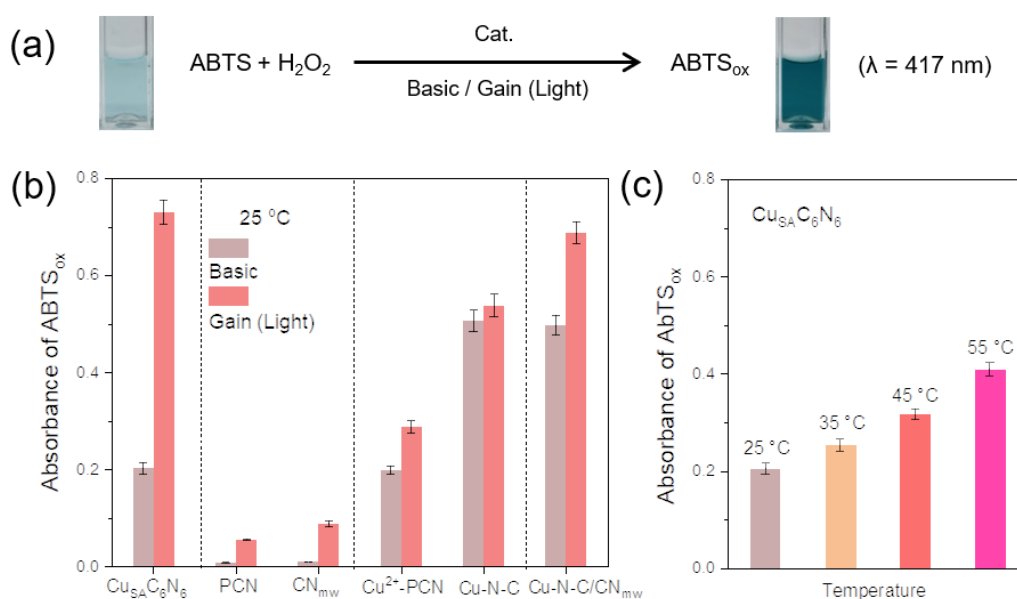 (a)
ABTS + H₂O₂
Cat.
Basic / Gain (Light)
ABTSox
(λ = 417 nm)
(b)
Absorbance of ABTSox
0.8
0.6
0.4
0.2
0.0
25 °C
Basic
Gain (Light)
CuSAC₆N₆
PCN
CNmw
Cu²⁺-PCN
Cu-N-C
Cu-N-C/CNmw
(c)
Absorbance of AbTSox
0.8
0.6
0.4
0.2
0.0
CuSAC₆N₆
25 °C
35 °C
45 °C
55 °C
Temperature